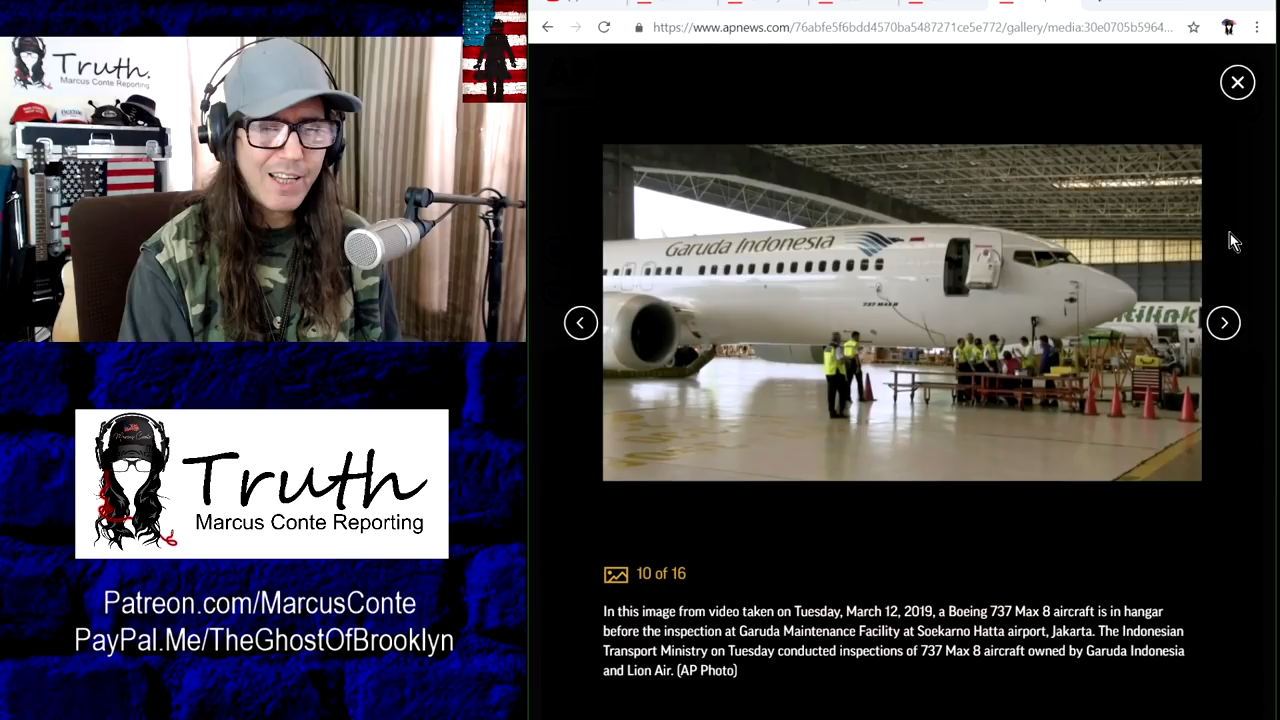 Truth.
Marcus Conte Reporting
Truth
Marcus Conte Reporting
Patreon.com/MarcusConte
PayPal.Me/TheGhostOfBrooklyn
https://www.apnews.com/76abfe5f6bdd4570ba5487271ce5e772/gallery/media:30e0705b5964...
Garuda Indonesia
737 MAX 8
tilink
10 of 16
In this image from video taken on Tuesday, March 12, 2019, a Boeing 737 Max 8 aircraft is in hangar
before the inspection at Garuda Maintenance Facility at Soekarno Hatta airport, Jakarta. The Indonesian
Transport Ministry on Tuesday conducted inspections of 737 Max 8 aircraft owned by Garuda Indonesia
and Lion Air. (AP Photo)